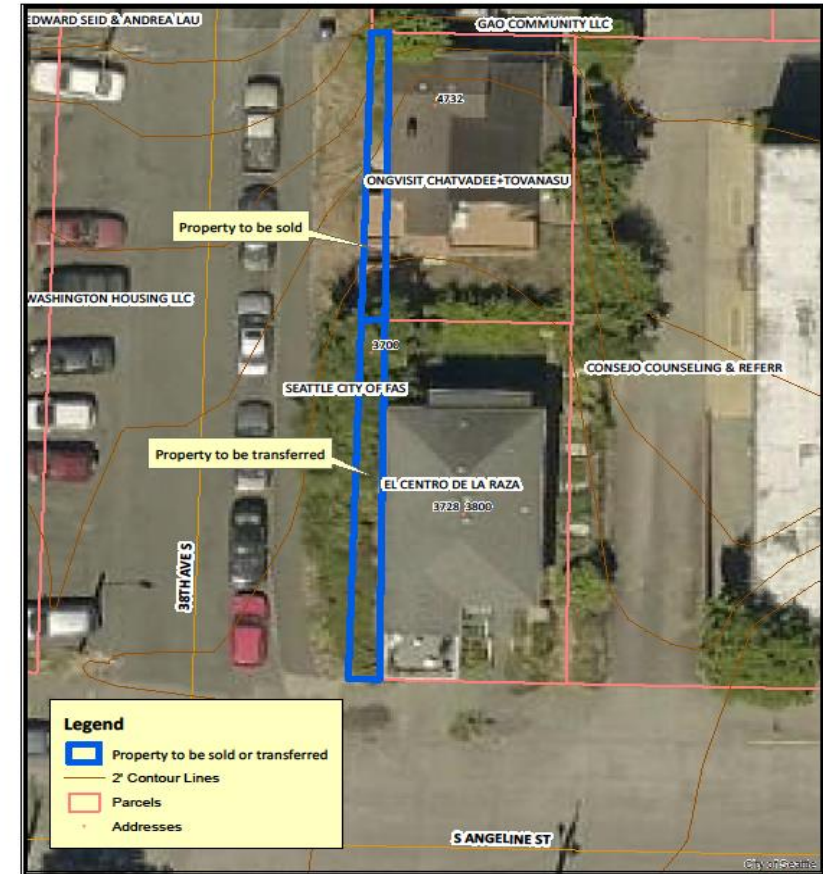 EDWARD SEID & ANDREA LAU
GAO COMMUNITY LLC
4732
ONGVISIT CHATVADEE+TOVANASU
Property to be sold
WASHINGTON HOUSING LLC
3700
CONSEJO COUNSELING & REFERR
SEATTLE CITY OF FAS
Property to be transferred
EL CENTRO DE LA RAZA
3728 3800
38TH AVE S
Legend
Property to be sold or transferred
2' Contour Lines
Parcels
Addresses
S ANGELINE ST
City of Seattle